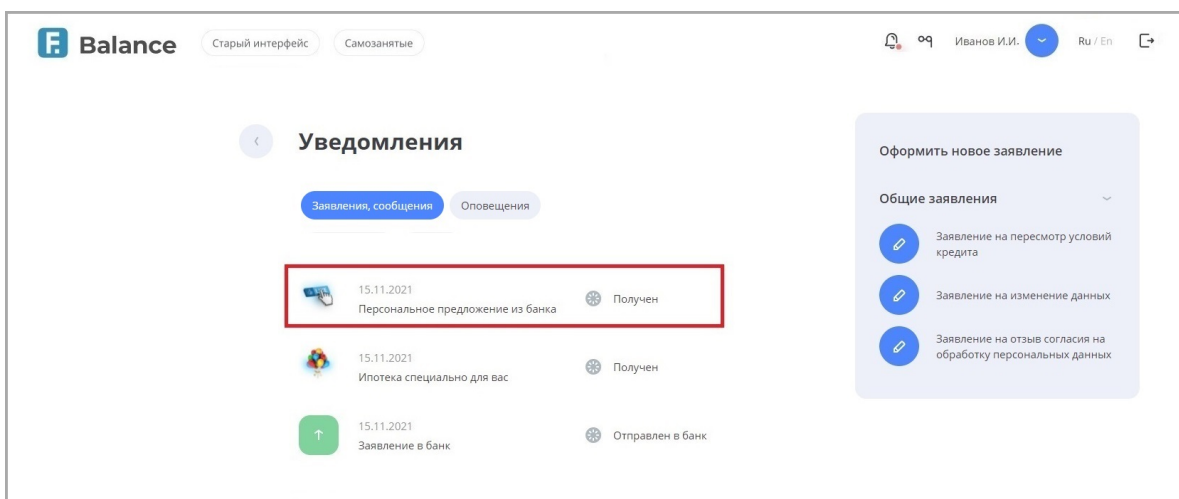 F. Balance
Старый интерфейс
Самозанятые
Иванов И.И.
Ru / En
Уведомления
Заявления, сообщения
Оповещения
15.11.2021
Персональное предложение из банка
Получен
15.11.2021
Ипотека специально для вас
Получен
15.11.2021
Заявление в банк
Отправлен в банк
Оформить новое заявление
Общие заявления
Заявление на пересмотр условий
кредита
Заявление на изменение данных
Заявление на отзыв согласия на
обработку персональных данных